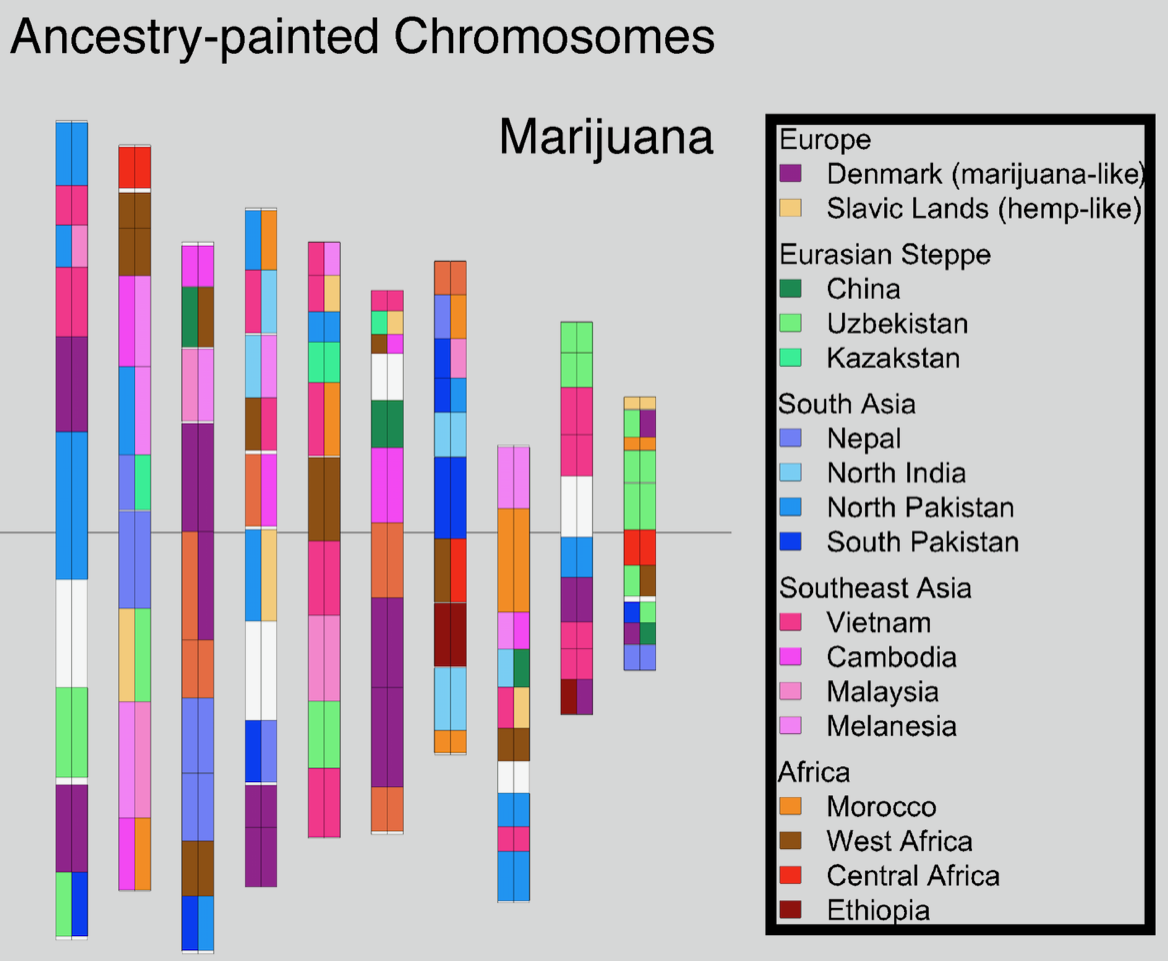 Ancestry-painted Chromosomes
Marijuana
Europe
Denmark (marijuana-like)
Slavic Lands (hemp-like)
Eurasian Steppe
China
Uzbekistan
Kazakstan
South Asia
Nepal
North India
North Pakistan
South Pakistan
Southeast Asia
Vietnam
Cambodia
Malaysia
Melanesia
Africa
Morocco
West Africa
Central Africa
Ethiopia